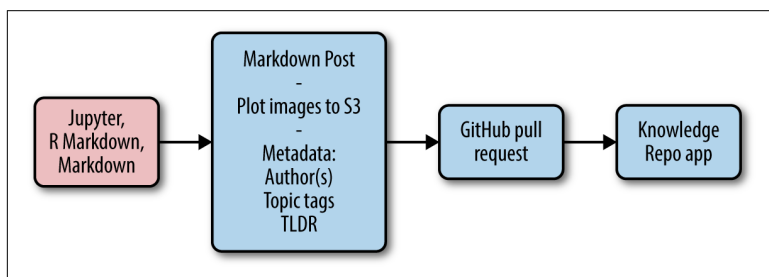 Jupyter,
R Markdown,
Markdown
Markdown Post
-
Plot images to S3
-
Metadata:
Author(s)
Topic tags
TLDR
GitHub pull
request
Knowledge
Repo app